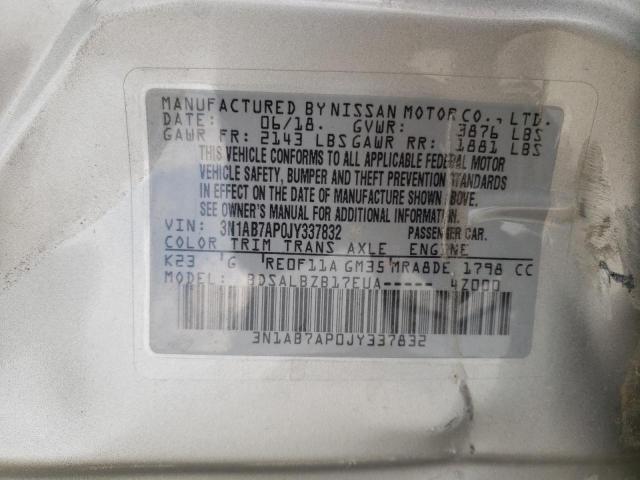 MANUFACTURED BY NISSAN MOTOR CO., LTD.
DATE: 06/18. GVWR: 3876 LBS
GAWR FR: 2143 LBS GAWR RR: 1881 LBS
THIS VEHICLE CONFORMS TO ALL APPLICABLE FEDERAL MOTOR
VEHICLE SAFETY, BUMPER AND THEFT PREVENTION STANDARDS
IN EFFECT ON THE DATE OF MANUFACTURE SHOWN ABOVE.
SEE OWNER'S MANUAL FOR ADDITIONAL INFORMATION.
VIN: 3N1AB7AP0JY337832 PASSENGER CAR.
COLOR TRIM TRANS AXLE ENGINE
K23 G RE0F11A GM35 MRA8DE 1798 CC
MODEL: BDSALBZB17EUA----- 4Z000
3N1AB7AP0JY337832